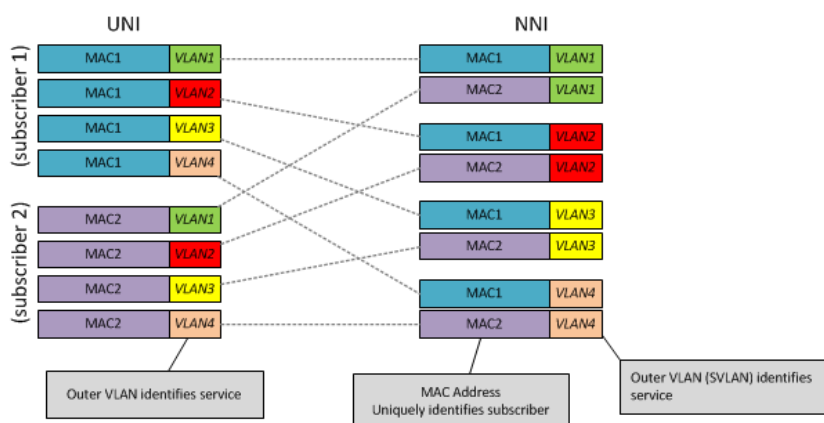 UNI
NNI
(subscriber 1)
MAC1 VLAN1
MAC1 VLAN2
MAC1 VLAN3
MAC1 VLAN4
(subscriber 2)
MAC2 VLAN1
MAC2 VLAN2
MAC2 VLAN3
MAC2 VLAN4
MAC1 VLAN1
MAC2 VLAN1
MAC1 VLAN2
MAC2 VLAN2
MAC1 VLAN3
MAC2 VLAN3
MAC1 VLAN4
MAC2 VLAN4
Outer VLAN identifies service
MAC Address
Uniquely identifies subscriber
Outer VLAN (SVLAN) identifies
service